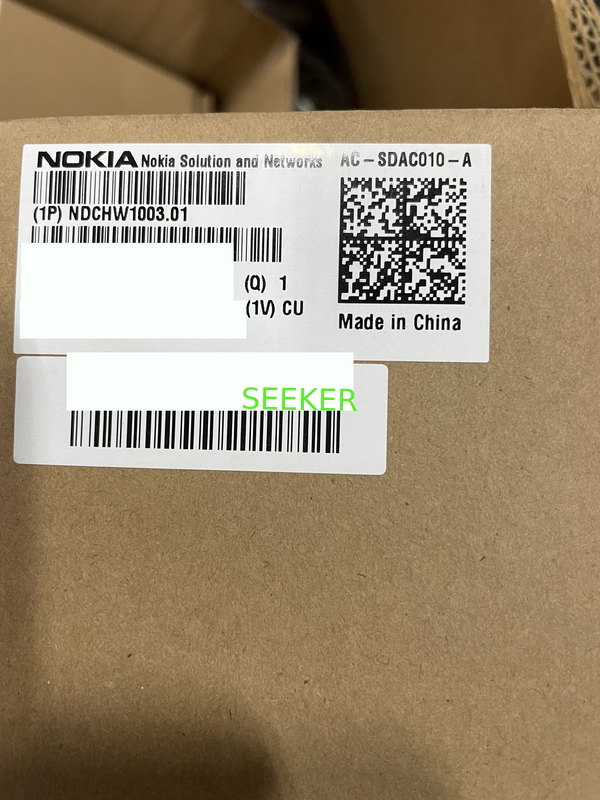 NOKIA Nokia Solution and Networks AC-SDAC010-A
(1P) NDCHW1003.01
(Q) 1
(1V) CU
Made in China
SEEKER